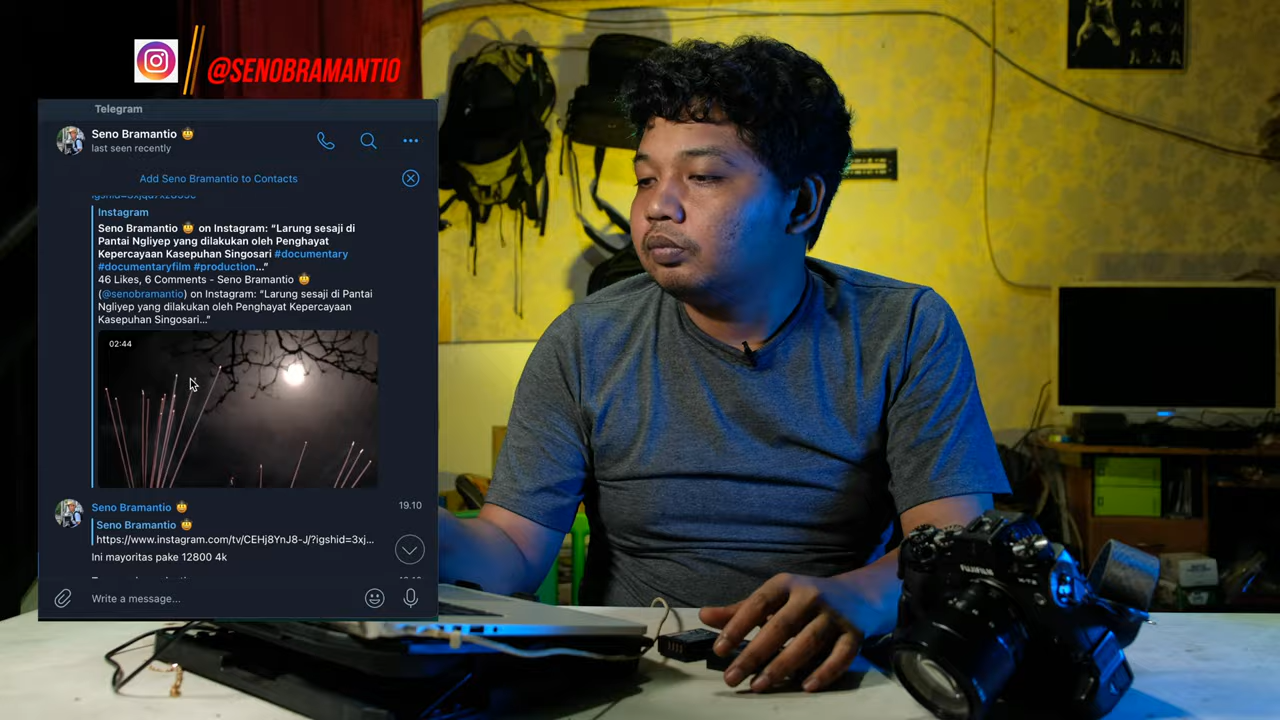 @SENOBRAMANTIO
Telegram
Seno Bramantio
last seen recently
Add Seno Bramantio to Contacts
Instagram
Seno Bramantio on Instagram: “Larung sesaji di
Pantai Ngliyep yang dilakukan oleh Penghayat
Kepercayaan Kasepuhan Singosari #documentary
#documentaryfilm #production...”
46 Likes, 6 Comments - Seno Bramantio
(@senobramantio) on Instagram: “Larung sesaji di Pantai
Ngliyep yang dilakukan oleh Penghayat Kepercayaan
Kasepuhan Singosari...”
02:44
Seno Bramantio 19.10
Seno Bramantio
https://www.instagram.com/tv/CEHj8YnJ8-J/?igshid=3xj...
Ini mayoritas pake 12800 4k
Write a message...
FUJIFILM